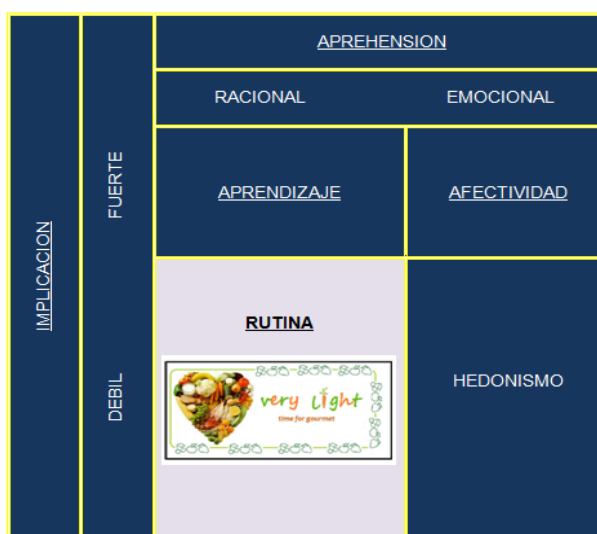 APREHENSION
RACIONAL EMOCIONAL
IMPLICACION
FUERTE
APRENDIZAJE AFECTIVIDAD
DEBIL
RUTINA
very light
time for gourmet
HEDONISMO